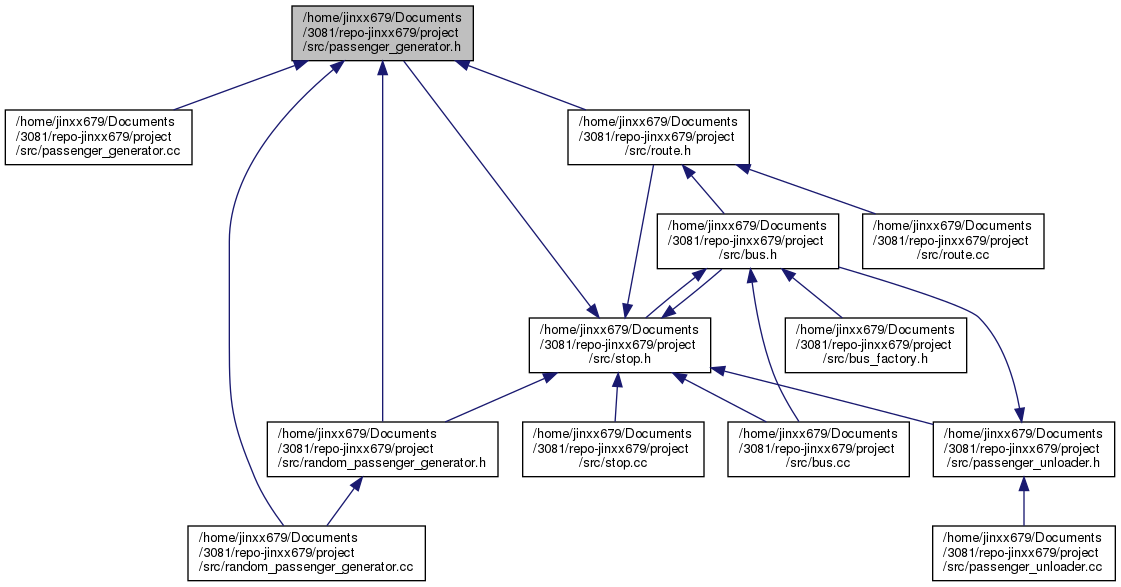 /home/jinxx679/Documents
/3081/repo-jinxx679/project
/src/passenger_generator.h
/home/jinxx679/Documents
/3081/repo-jinxx679/project
/src/passenger_generator.cc
/home/jinxx679/Documents
/3081/repo-jinxx679/project
/src/route.h
/home/jinxx679/Documents
/3081/repo-jinxx679/project
/src/bus.h
/home/jinxx679/Documents
/3081/repo-jinxx679/project
/src/route.cc
/home/jinxx679/Documents
/3081/repo-jinxx679/project
/src/stop.h
/home/jinxx679/Documents
/3081/repo-jinxx679/project
/src/bus_factory.h
/home/jinxx679/Documents
/3081/repo-jinxx679/project
/src/random_passenger_generator.h
/home/jinxx679/Documents
/3081/repo-jinxx679/project
/src/stop.cc
/home/jinxx679/Documents
/3081/repo-jinxx679/project
/src/bus.cc
/home/jinxx679/Documents
/3081/repo-jinxx679/project
/src/passenger_unloader.h
/home/jinxx679/Documents
/3081/repo-jinxx679/project
/src/random_passenger_generator.cc
/home/jinxx679/Documents
/3081/repo-jinxx679/project
/src/passenger_unloader.cc